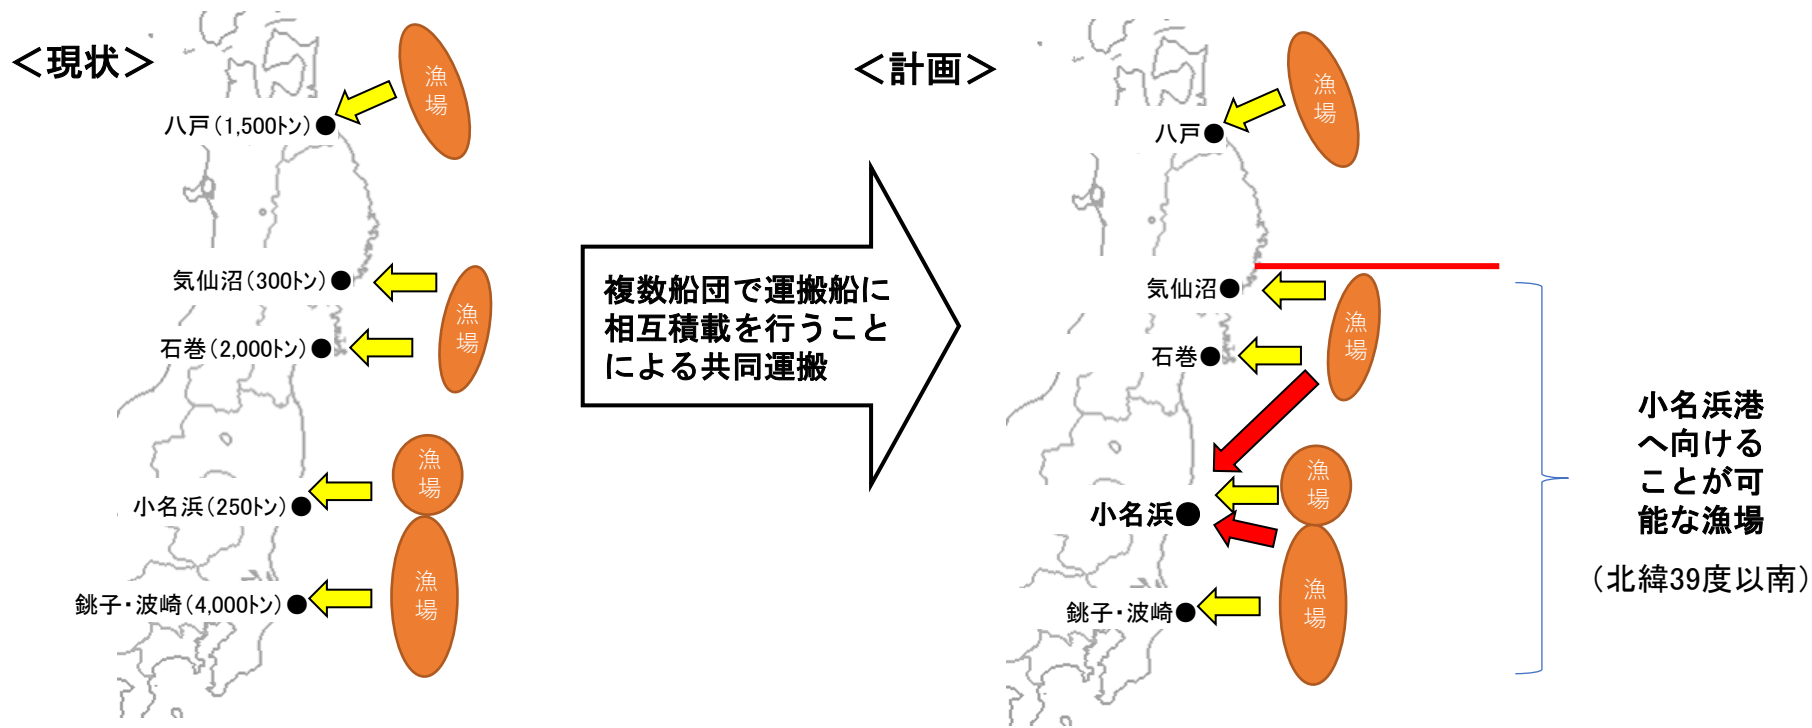 ＜現状＞
漁
場
八戸（1,500トン）●
気仙沼（300トン）●
漁
場
石巻（2,000トン）●
漁
場
小名浜（250トン）●
漁
場
銚子・波崎（4,000トン）●
複数船団で運搬船に
相互積載を行うこと
による共同運搬
＜計画＞
漁
場
八戸●
気仙沼●
漁
場
石巻●
漁
場
小名浜●
漁
場
銚子・波崎●
小名浜港
へ向ける
ことが可
能な漁場
（北緯39度以南）